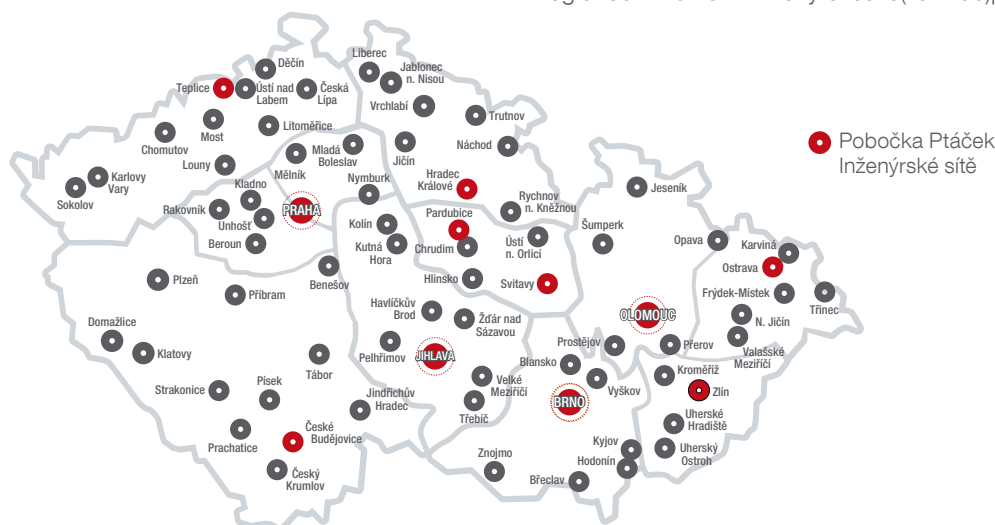 Děčín
Liberec
Jablonec
n. Nisou
Teplice
Ústí nad
Labem
Česká
Lípa
Vrchlabí
Trutnov
Most
Litoměřice
Chomutov
Mladá
Boleslav
Jičín
Náchod
Pobočka Ptáček
Inženýrské sítě
Louny
Mělník
Karlovy
Vary
Sokolov
Kladno
Nymburk
Hradec
Králové
Rychnov
n. Kněžnou
Jeseník
Rakovník
Unhošť
PRAHA
Pardubice
Kolín
Beroun
Kutná
Hora
Chrudim
Ústí
n. Orlicí
Šumperk
Opava
Karviná
Ostrava
Plzeň
Příbram
Benešov
Hlinsko
Svitavy
Frýdek-Místek
Třinec
Havlíčkův
Brod
Žďár nad
Sázavou
OLOMOUC
N. Jičín
Domažlice
Klatovy
Pelhřimov
JIHLAVA
Prostějov
Přerov
Valašské
Meziříčí
Tábor
Blansko
Kroměříž
Strakonice
Písek
Jindřichův
Hradec
Velké
Meziříčí
Vyškov
Zlín
Třebíč
BRNO
České
Budějovice
Uherské
Hradiště
Prachatice
Kyjov
Uherský
Ostroh
Český
Krumlov
Znojmo
Hodonín
Břeclav